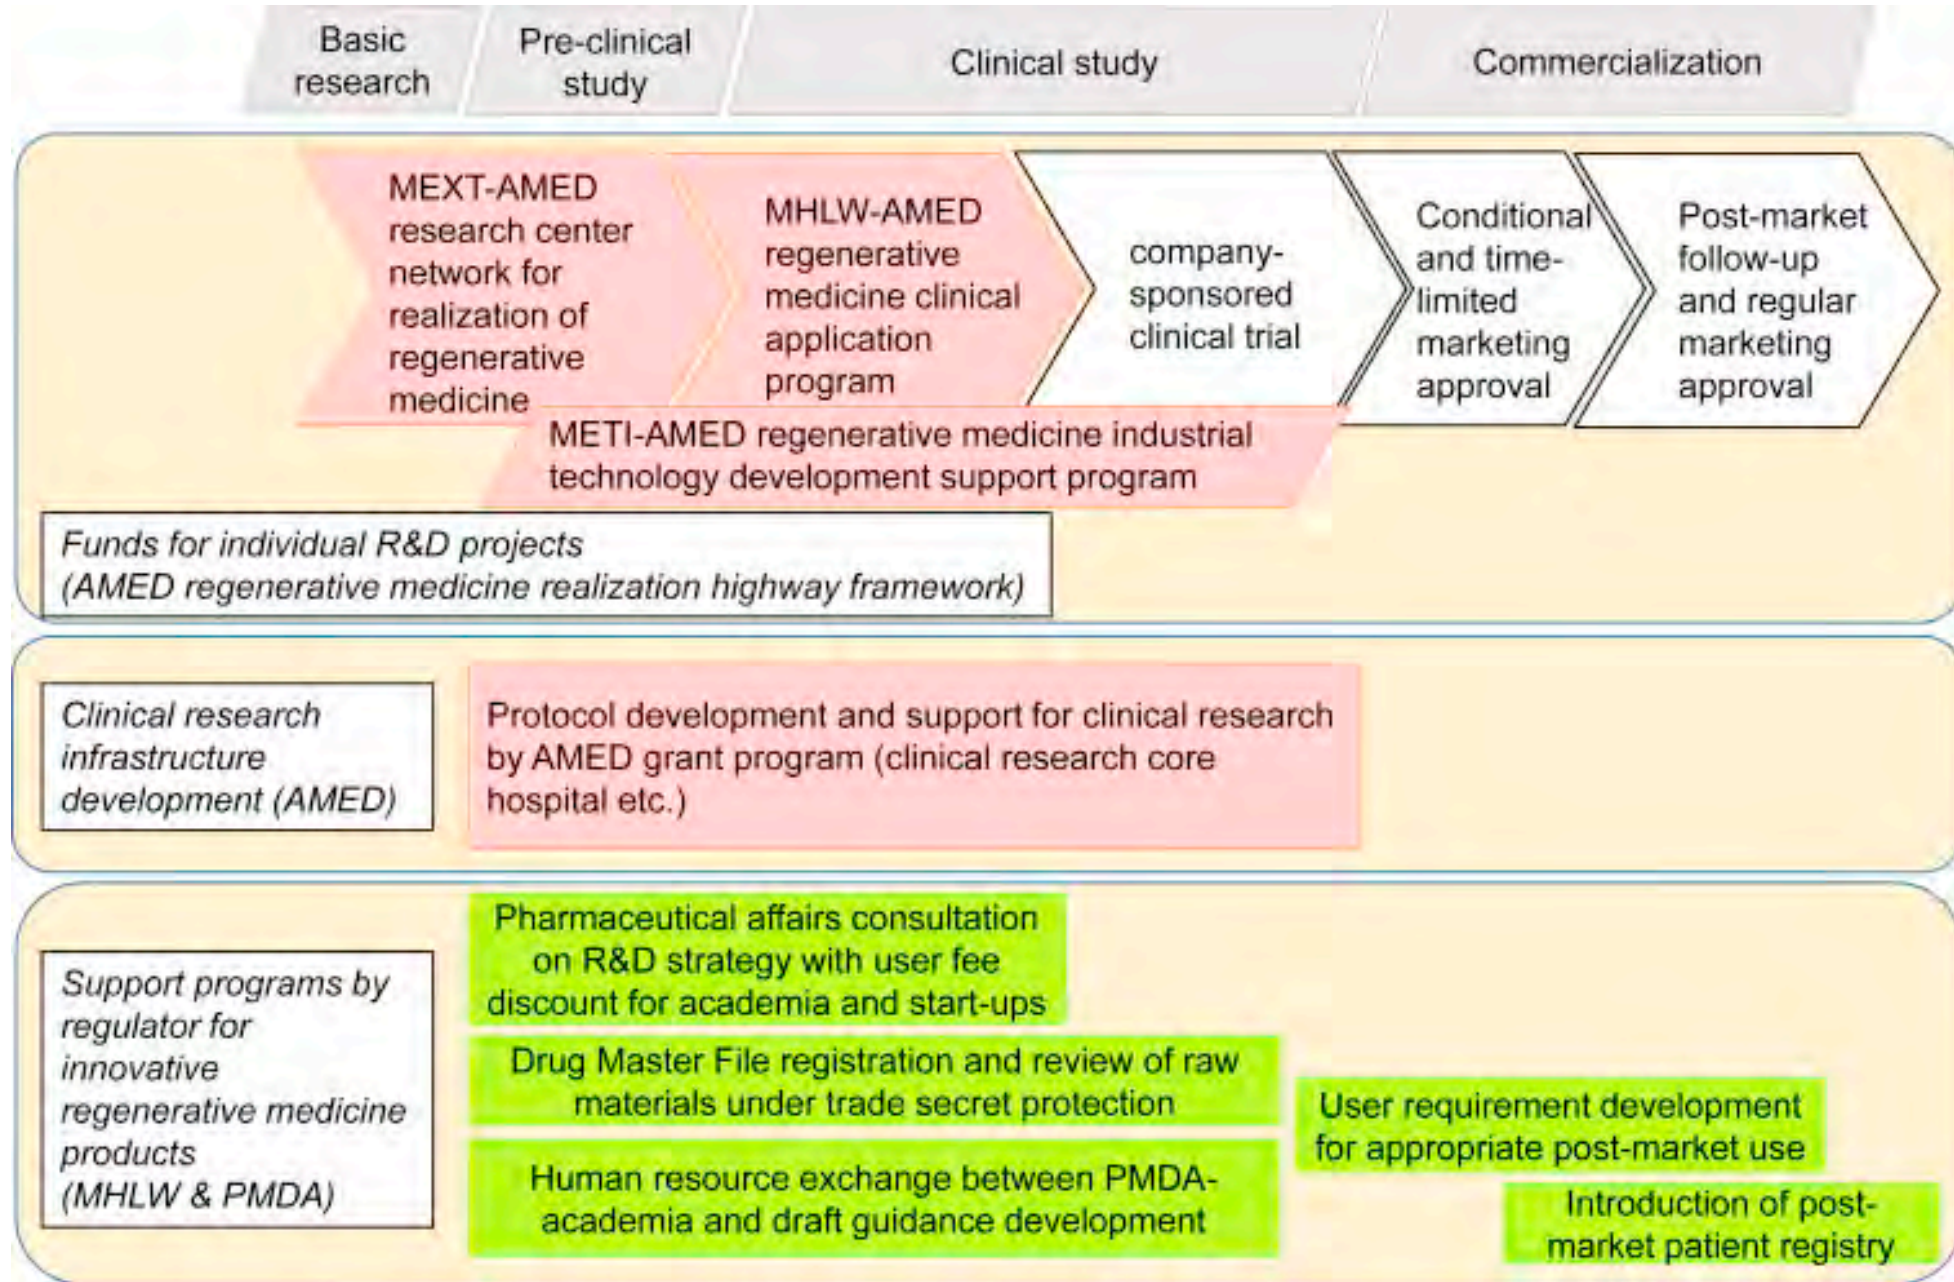 Basic
research
Pre-clinical
study
Clinical study
Commercialization
MEXT-AMED
research center
network for
realization of
regenerative
medicine
MHLW-AMED
regenerative
medicine clinical
application
program
company-
sponsored
clinical trial
Conditional
and time-
limited
marketing
approval
Post-market
follow-up
and regular
marketing
approval
METI-AMED regenerative medicine industrial
technology development support program
Funds for individual R&D projects
(AMED regenerative medicine realization highway framework)
Clinical research
infrastructure
development (AMED)
Protocol development and support for clinical research
by AMED grant program (clinical research core
hospital etc.)
Support programs by
regulator for
innovative
regenerative medicine
products
(MHLW & PMDA)
Pharmaceutical affairs consultation
on R&D strategy with user fee
discount for academia and start-ups
Drug Master File registration and review of raw
materials under trade secret protection
Human resource exchange between PMDA-
academia and draft guidance development
User requirement development
for appropriate post-market use
Introduction of post-
market patient registry